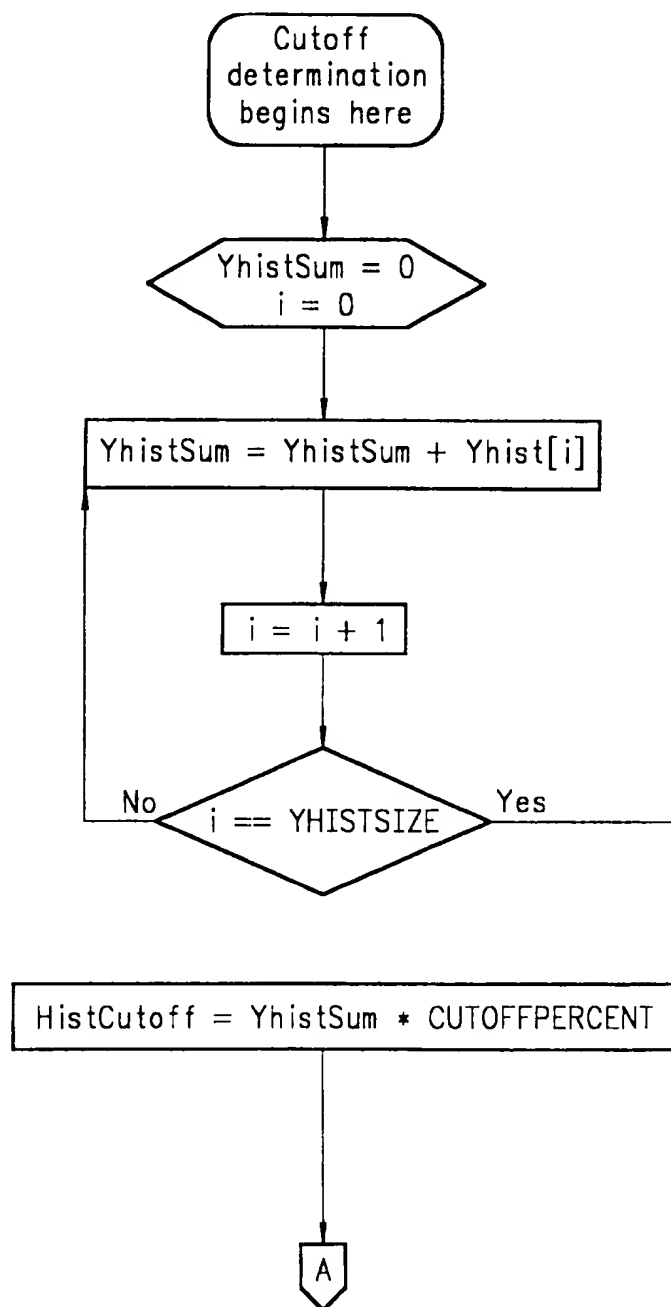 Cutoff
determination
begins here
YhistSum = 0
i = 0
YhistSum = YhistSum + Yhist[i]
i = i + 1
No
i == YHISTSIZE
Yes
HistCutoff = YhistSum * CUTOFFPERCENT
A